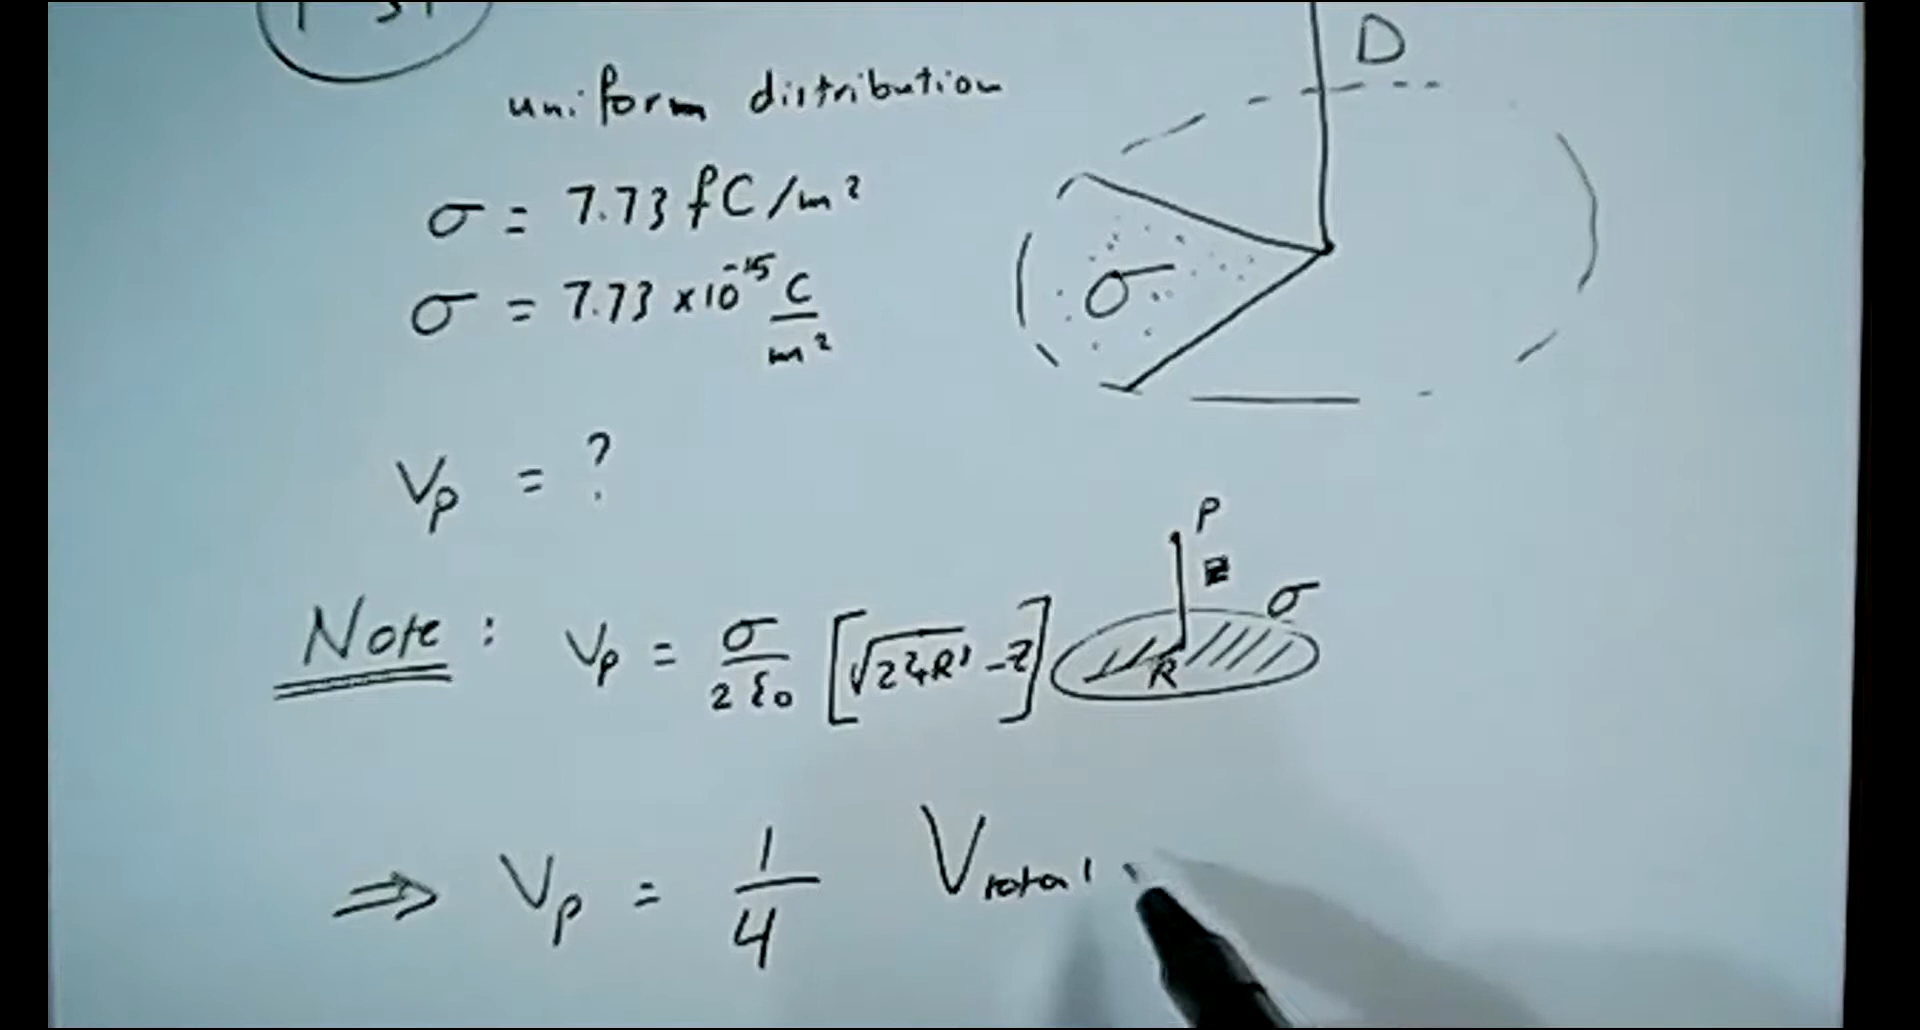 D
uniform distribution
σ = 7.73 fC/m²
σ = 7.73 ×10⁻¹⁵ C/m²
σ
Vp = ?
P
z
σ
Note: Vp = σ/2ε₀ [√z²+R² - z]
R
⇒ Vp = 1/4 Vtotal